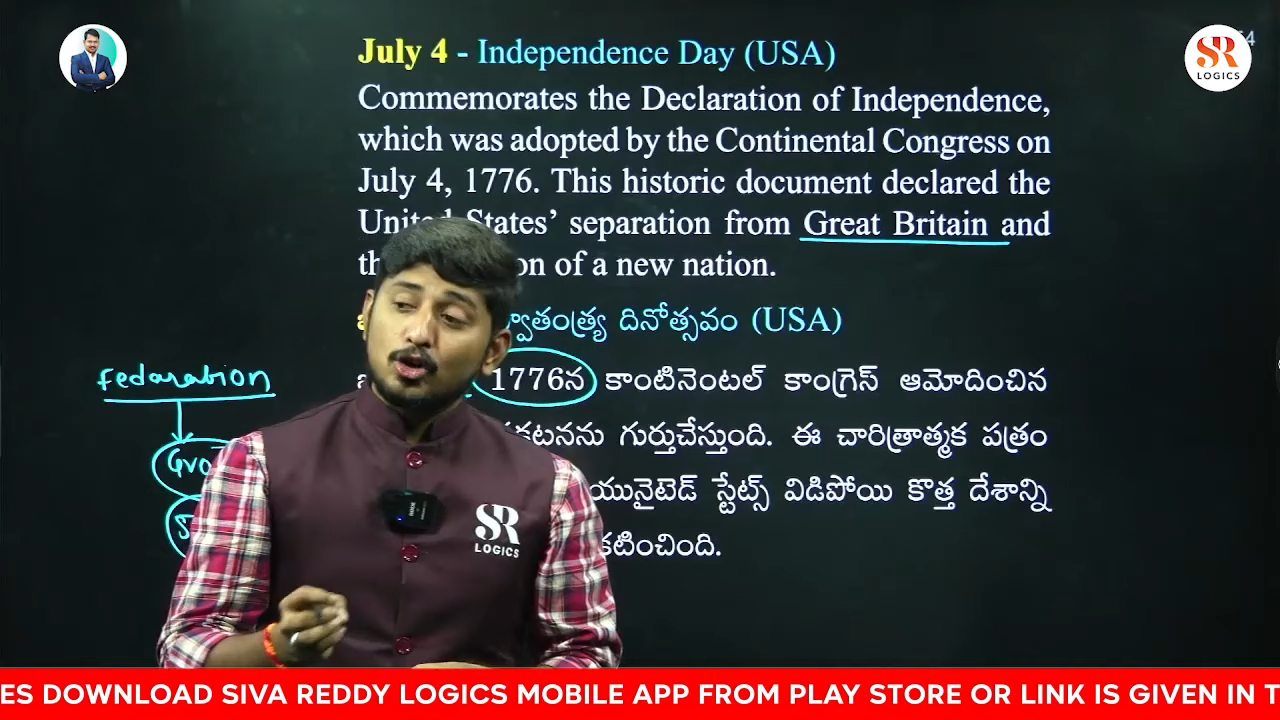 July 4 - Independence Day (USA)
Commemorates the Declaration of Independence,
which was adopted by the Continental Congress on
July 4, 1776. This historic document declared the
States’ separation from Great Britain and
of a new nation.
దినోత్సవం (USA)
1776న కాంటినెంటల్ కాంగ్రెస్ ఆమోదించిన
గుర్తుచేస్తుంది. ఈ చారిత్రాత్మక పత్రం
యునైటెడ్ స్టేట్స్ విడిపోయి కొత్త దేశాన్ని
Fedaration
SR
LOGICS
SR
LOGICS
DOWNLOAD SIVA REDDY LOGICS MOBILE APP FROM PLAY STORE OR LINK IS GIVEN IN